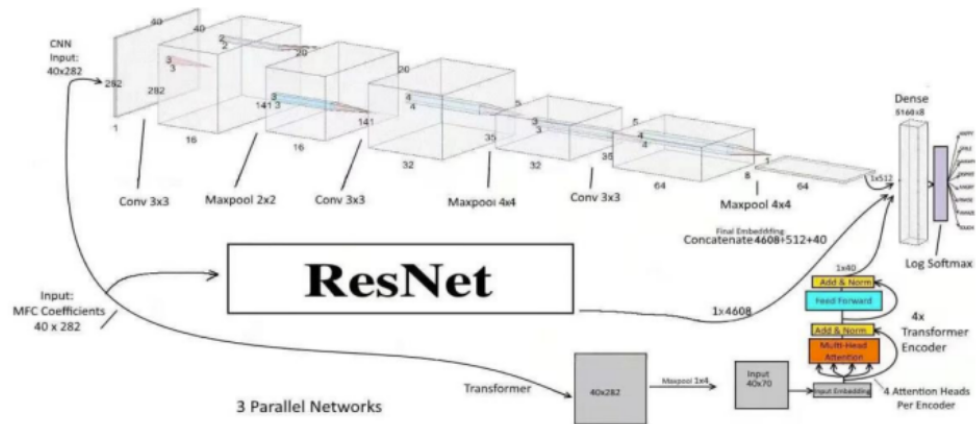 CNN
Input:
40x282
40
282
1
40
282
3
3
16
2
2
20
141
3
3
16
141
20
4
4
32
35
5
3
3
32
35
5
4
4
64
8
1
64
1x512
Conv 3x3
Maxpool 2x2
Conv 3x3
Maxpool 4x4
Conv 3x3
Maxpool 4x4
Dense
5160x8
Log Softmax
Final Embedding:
Concatenate 4608+512+40
ResNet
1x4608
Input:
MFC Coefficients
40 x 282
Transformer
40x282
Maxpool 1x4
Input
40x70
1x40
Add & Norm
Feed Forward
Add & Norm
Multi-Head
Attention
Input Embedding
4x
Transformer
Encoder
4 Attention Heads
Per Encoder
3 Parallel Networks